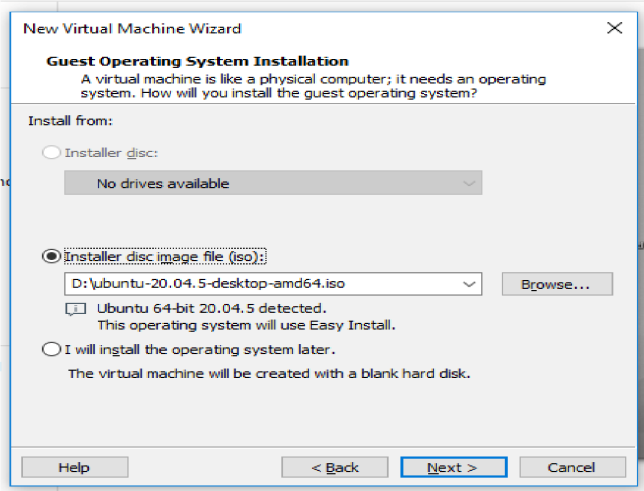 New Virtual Machine Wizard
Guest Operating System Installation
A virtual machine is like a physical computer; it needs an operating
system. How will you install the guest operating system?
Install from:
Installer disc:
No drives available
Installer disc image file (iso):
D:\ubuntu-20.04.5-desktop-amd64.iso
Browse...
Ubuntu 64-bit 20.04.5 detected.
This operating system will use Easy Install.
I will install the operating system later.
The virtual machine will be created with a blank hard disk.
Help
< Back
Next >
Cancel